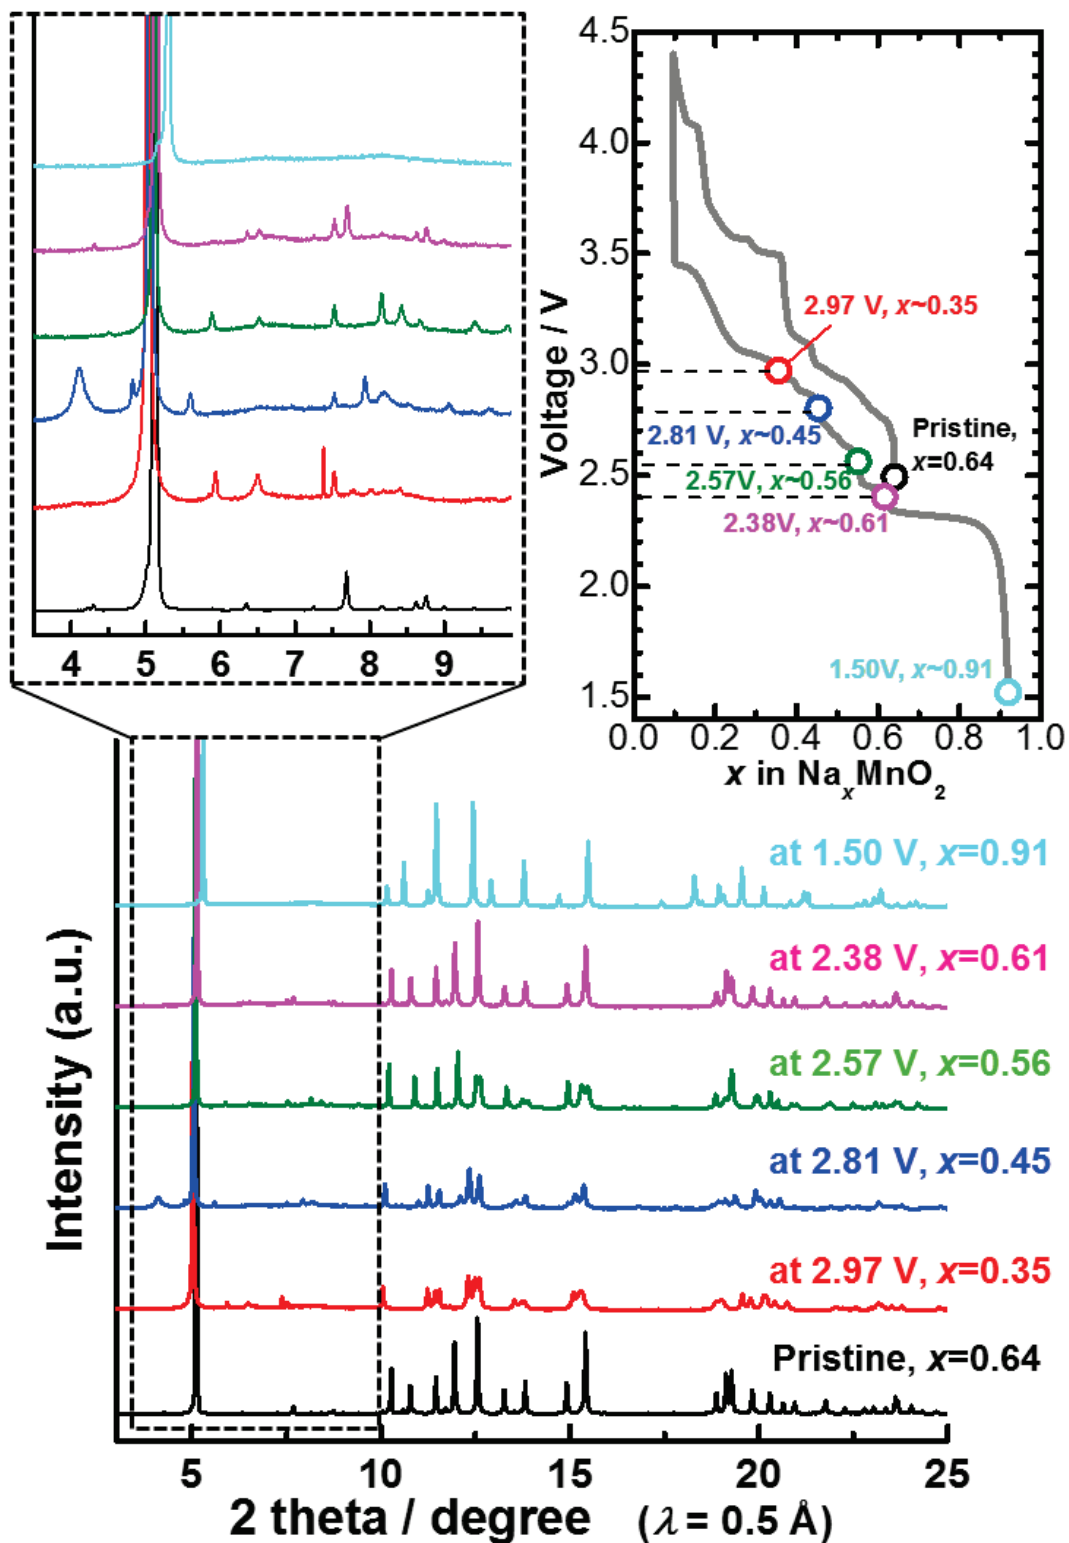 4 5 6 7 8 9
4.5
4.0
3.5
3.0
2.5
2.0
1.5
Voltage / V
2.97 V, x~0.35
2.81 V, x~0.45
Pristine,
x=0.64
2.57V, x~0.56
2.38V, x~0.61
1.50V, x~0.91
0.0 0.2 0.4 0.6 0.8 1.0
x in NaxMnO2
Intensity (a.u.)
at 1.50 V, x=0.91
at 2.38 V, x=0.61
at 2.57 V, x=0.56
at 2.81 V, x=0.45
at 2.97 V, x=0.35
Pristine, x=0.64
5 10 15 20 25
2 theta / degree (λ = 0.5 Å)